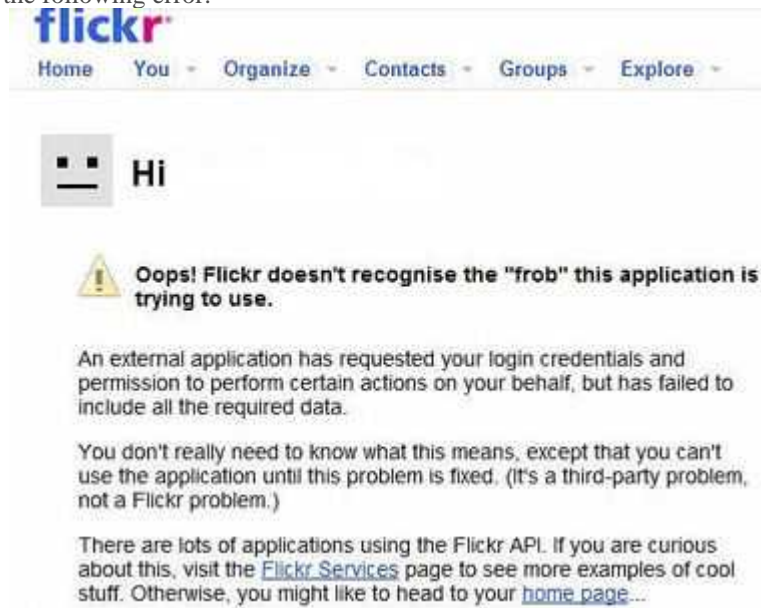 the following error:
flickr
Home You Organize Contacts Groups Explore
Hi
Oops! Flickr doesn't recognise the "frob" this application is
trying to use.
An external application has requested your login credentials and
permission to perform certain actions on your behalf, but has failed to
include all the required data.
You don't really need to know what this means, except that you can't
use the application until this problem is fixed. (It's a third-party problem,
not a Flickr problem.)
There are lots of applications using the Flickr API. If you are curious
about this, visit the Flickr Services page to see more examples of cool
stuff. Otherwise, you might like to head to your home page...